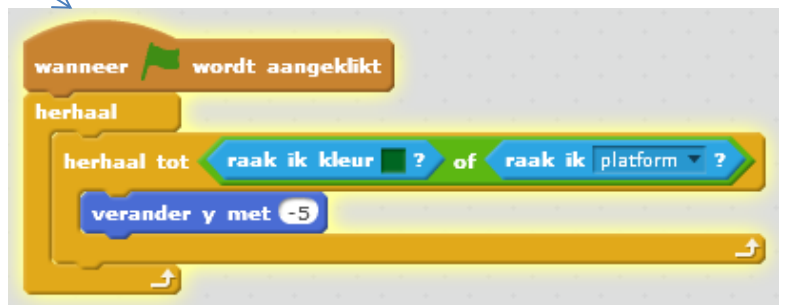 wanneer wordt aangeklikt
herhaal
herhaal tot raak ik kleur ? of raak ik platform ?
verander y met -5